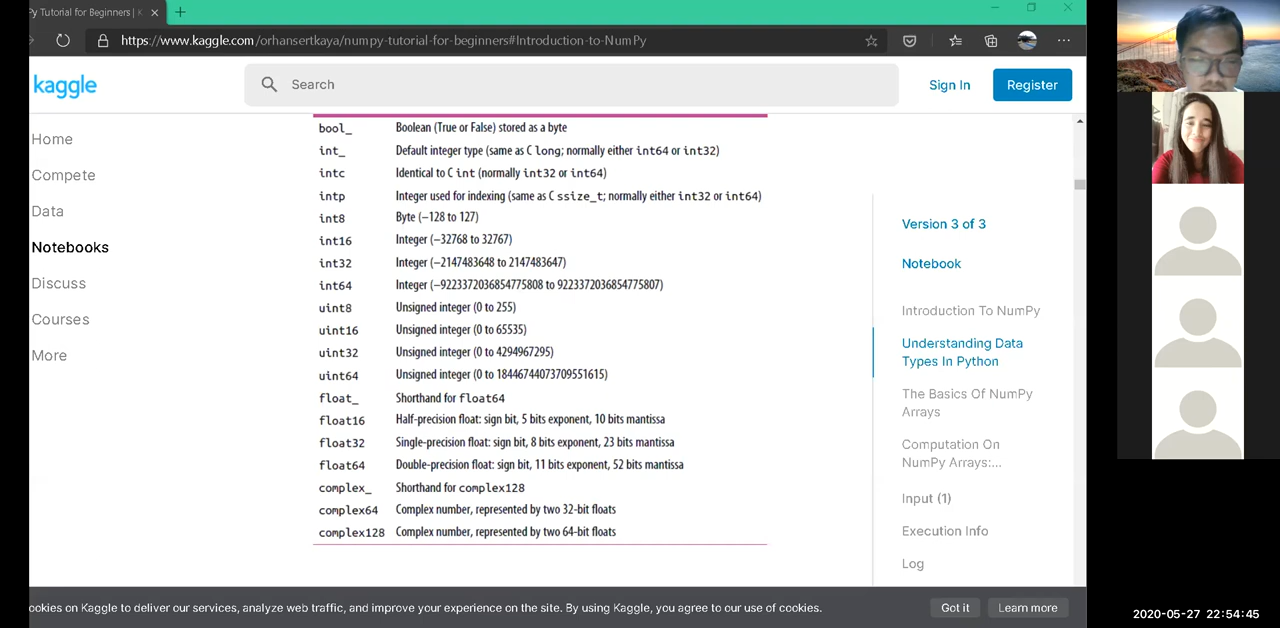 Py Tutorial for Beginners | K
https://www.kaggle.com/orhansertkaya/numpy-tutorial-for-beginners#Introduction-to-NumPy
kaggle
Search
Sign In
Register
Home
Compete
Data
Notebooks
Discuss
Courses
More
bool_ Boolean (True or False) stored as a byte
int_ Default integer type (same as C long; normally either int64 or int32)
intc Identical to C int (normally int32 or int64)
intp Integer used for indexing (same as C ssize_t; normally either int32 or int64)
int8 Byte (−128 to 127)
int16 Integer (−32768 to 32767)
int32 Integer (−2147483648 to 2147483647)
int64 Integer (−9223372036854775808 to 9223372036854775807)
uint8 Unsigned integer (0 to 255)
uint16 Unsigned integer (0 to 65535)
uint32 Unsigned integer (0 to 4294967295)
uint64 Unsigned integer (0 to 18446744073709551615)
float_ Shorthand for float64
float16 Half-precision float: sign bit, 5 bits exponent, 10 bits mantissa
float32 Single-precision float: sign bit, 8 bits exponent, 23 bits mantissa
float64 Double-precision float: sign bit, 11 bits exponent, 52 bits mantissa
complex_ Shorthand for complex128
complex64 Complex number, represented by two 32-bit floats
complex128 Complex number, represented by two 64-bit floats
Version 3 of 3
Notebook
Introduction To NumPy
Understanding Data
Types In Python
The Basics Of NumPy
Arrays
Computation On
NumPy Arrays:...
Input (1)
Execution Info
Log
ookies on Kaggle to deliver our services, analyze web traffic, and improve your experience on the site. By using Kaggle, you agree to our use of cookies.
Got it
Learn more
2020-05-27 22:54:45